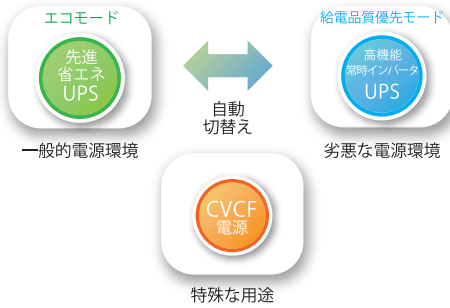 エコモード
先進
省エネ
UPS
一般的電源環境
自動
切替え
給電品質優先モード
高機能
常時インバータ
UPS
劣悪な電源環境
CVCF
電源
特殊な用途